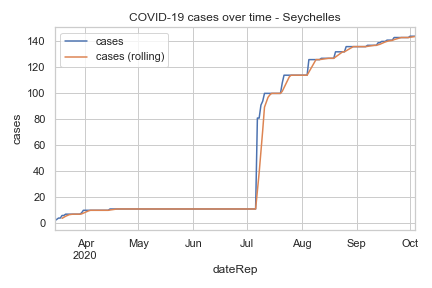 COVID-19 cases over time - Seychelles
cases
cases (rolling)
140
120
100
80
60
40
20
0
cases
Apr May Jun Jul Aug Sep Oct
2020
dateRep